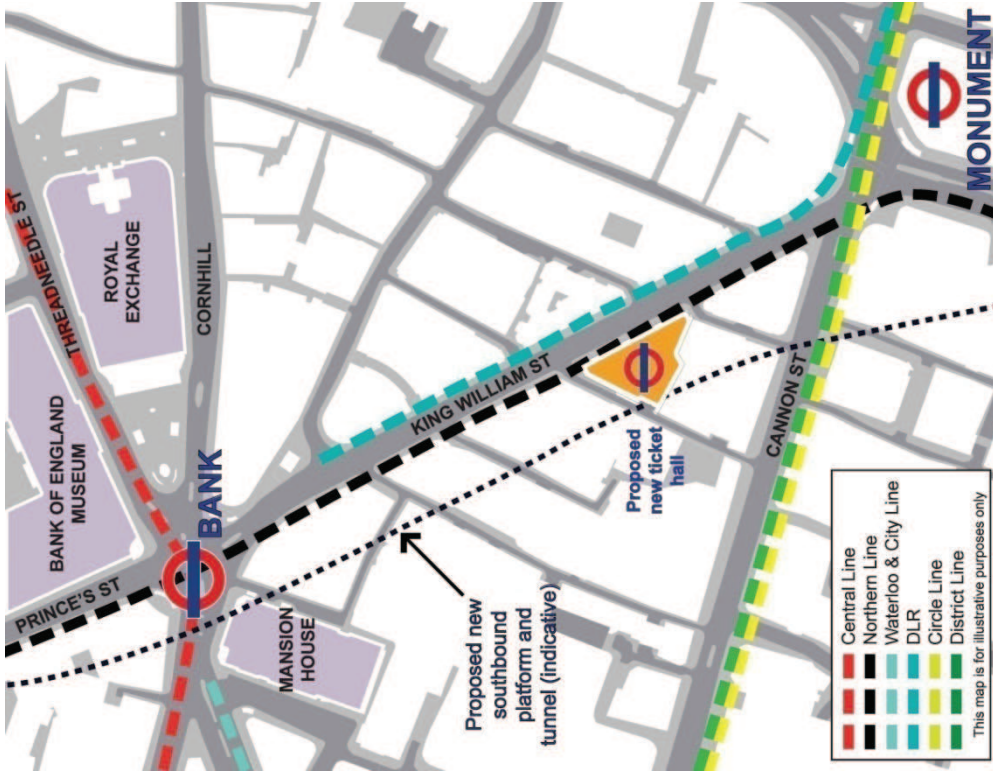 THREADNEEDLE ST
ROYAL
EXCHANGE
CORNHILL
BANK OF ENGLAND
MUSEUM
PRINCE'S ST
BANK
MANSION
HOUSE
KING WILLIAM ST
MONUMENT
CANNON ST
Proposed
new ticket
hall
Proposed new
southbound
platform and
tunnel (indicative)
Central Line
Northern Line
Waterloo & City Line
DLR
Circle Line
District Line
This map is for illustrative purposes only